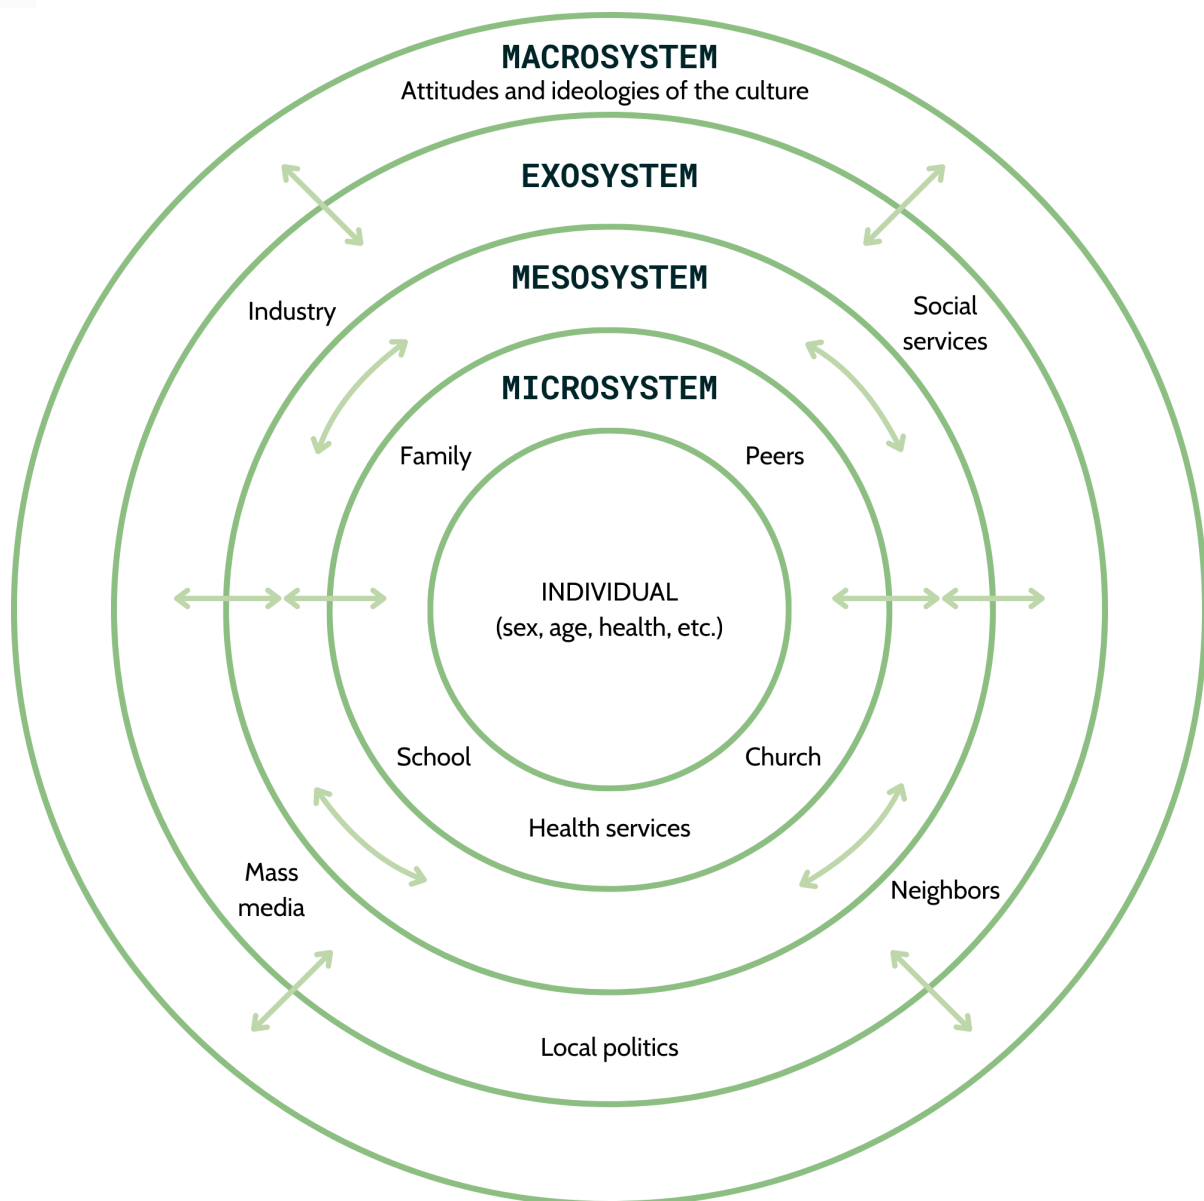 MACROSYSTEM
Attitudes and ideologies of the culture
EXOSYSTEM
MESOSYSTEM
Industry
Social
services
MICROSYSTEM
Family
Peers
INDIVIDUAL
(sex, age, health, etc.)
School
Church
Health services
Mass
media
Neighbors
Local politics